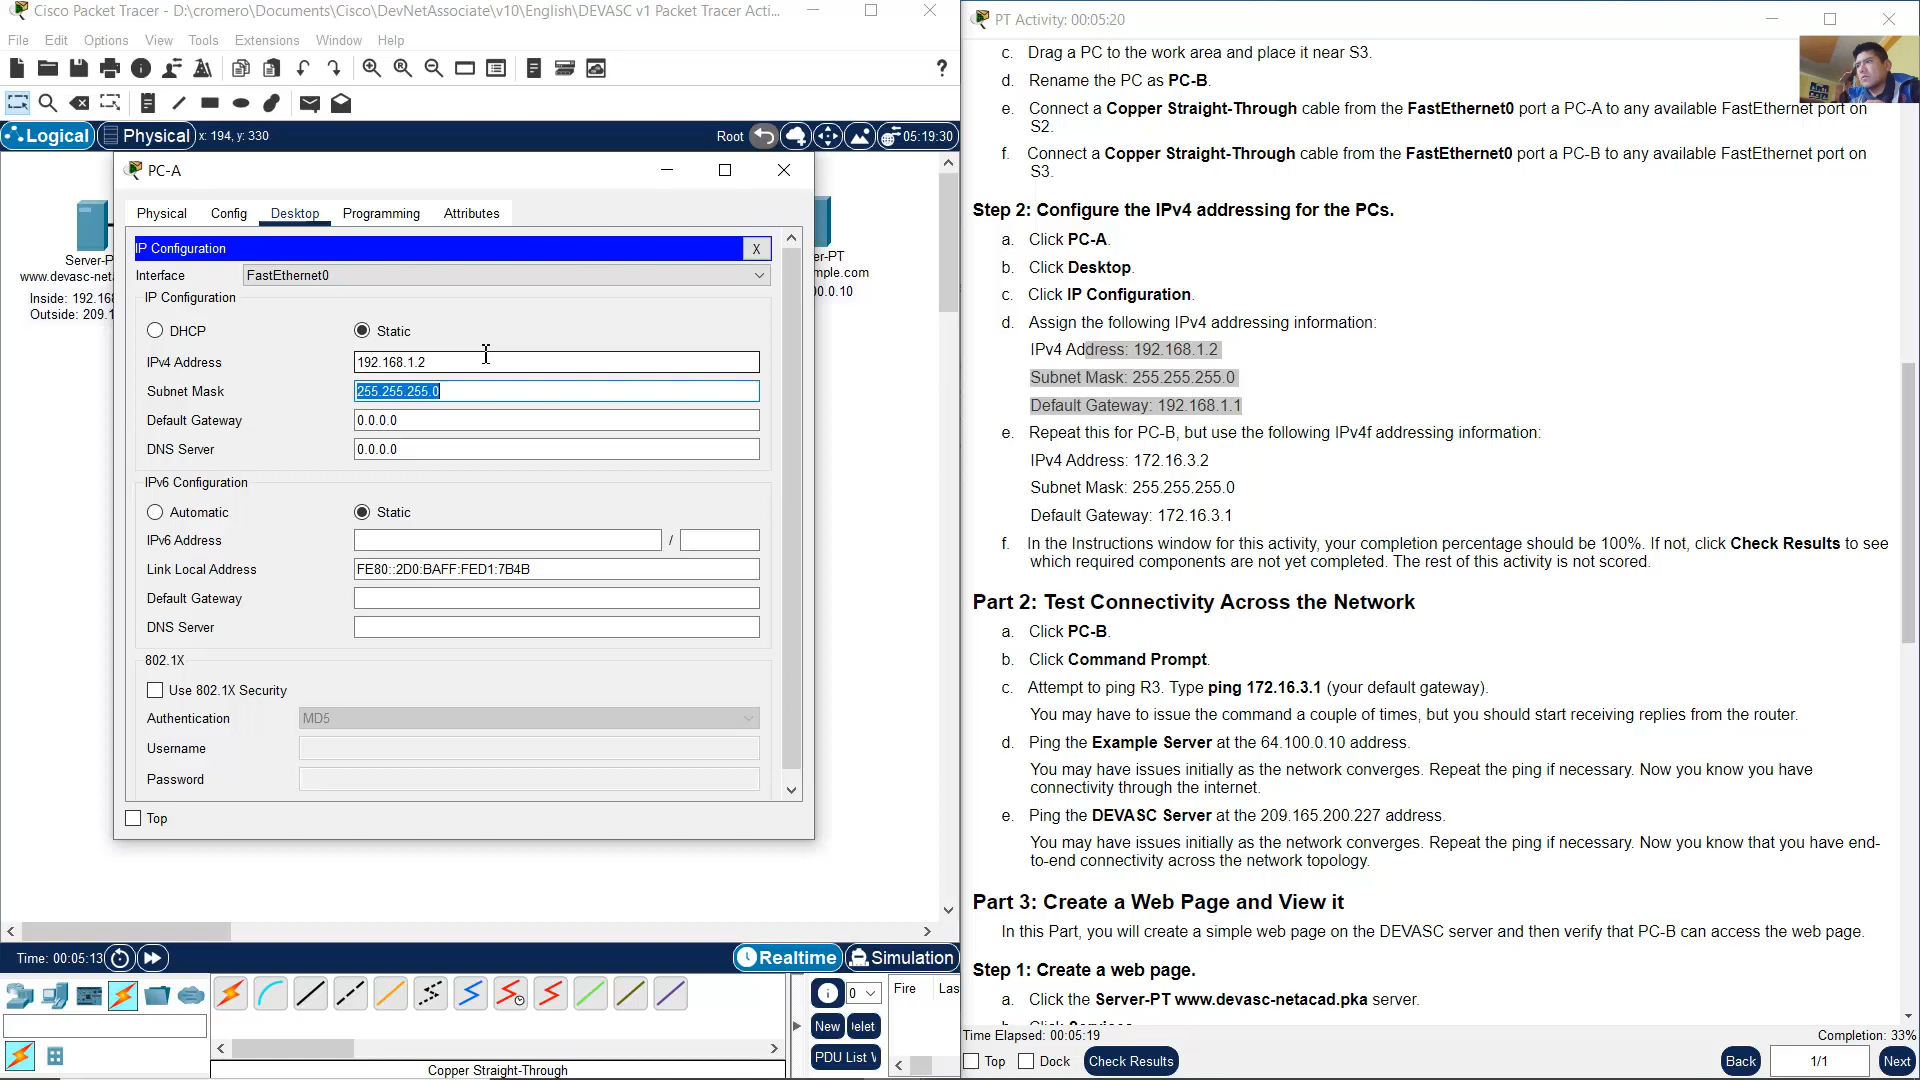 Cisco Packet Tracer - D:\cromero\Documents\Cisco\DevNetAssociate\v10\English\DEVASC v1 Packet Tracer Acti...
File Edit Options View Tools Extensions Window Help
?
Logical Physical x: 194, y: 330
Root 05:19:30
PC-A
Physical Config Desktop Programming Attributes
IP Configuration X
Interface FastEthernet0
IP Configuration
DHCP Static
IPv4 Address 192.168.1.2
Subnet Mask 255.255.255.0
Default Gateway 0.0.0.0
DNS Server 0.0.0.0
IPv6 Configuration
Automatic Static
IPv6 Address /
Link Local Address FE80::2D0:BAFF:FED1:7B4B
Default Gateway
DNS Server
802.1X
Use 802.1X Security
Authentication MD5
Username
Password
Top
Server-P
www.devasc-neta
Inside: 192.168
Outside: 209.1
er-PT
mple.com
00.0.10
Time: 00:05:13 Realtime Simulation
0 Fire Las
New elet
PDU List
Copper Straight-Through
PT Activity: 00:05:20
c. Drag a PC to the work area and place it near S3.
d. Rename the PC as PC-B.
e. Connect a Copper Straight-Through cable from the FastEthernet0 port a PC-A to any available FastEthernet port on
S2.
f. Connect a Copper Straight-Through cable from the FastEthernet0 port a PC-B to any available FastEthernet port on
S3.
Step 2: Configure the IPv4 addressing for the PCs.
a. Click PC-A.
b. Click Desktop.
c. Click IP Configuration.
d. Assign the following IPv4 addressing information:
IPv4 Address: 192.168.1.2
Subnet Mask: 255.255.255.0
Default Gateway: 192.168.1.1
e. Repeat this for PC-B, but use the following IPv4f addressing information:
IPv4 Address: 172.16.3.2
Subnet Mask: 255.255.255.0
Default Gateway: 172.16.3.1
f. In the Instructions window for this activity, your completion percentage should be 100%. If not, click Check Results to see
which required components are not yet completed. The rest of this activity is not scored.
Part 2: Test Connectivity Across the Network
a. Click PC-B.
b. Click Command Prompt.
c. Attempt to ping R3. Type ping 172.16.3.1 (your default gateway).
You may have to issue the command a couple of times, but you should start receiving replies from the router.
d. Ping the Example Server at the 64.100.0.10 address.
You may have issues initially as the network converges. Repeat the ping if necessary. Now you know you have
connectivity through the internet.
e. Ping the DEVASC Server at the 209.165.200.227 address.
You may have issues initially as the network converges. Repeat the ping if necessary. Now you know that you have end-
to-end connectivity across the network topology.
Part 3: Create a Web Page and View it
In this Part, you will create a simple web page on the DEVASC server and then verify that PC-B can access the web page.
Step 1: Create a web page.
a. Click the Server-PT www.devasc-netacad.pka server.
b. Click Services
Time Elapsed: 00:05:19 Completion: 33%
Top Dock Check Results Back 1/1 Next